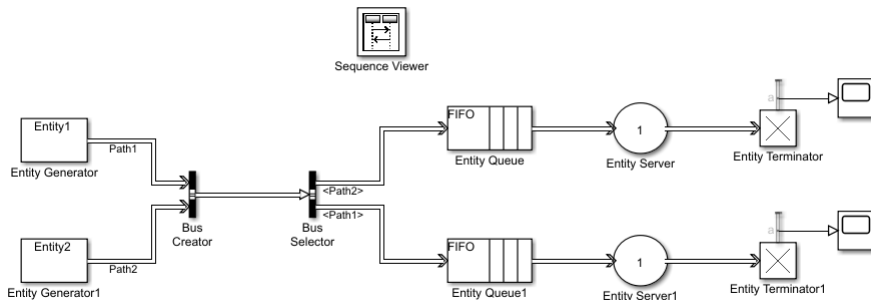 Sequence Viewer
Entity1
Path1
Entity Generator
Entity2
Path2
Entity Generator1
Bus
Creator
<Path2>
<Path1>
Bus
Selector
FIFO
Entity Queue
1
Entity Server
a
Entity Terminator
FIFO
Entity Queue1
1
Entity Server1
a
Entity Terminator1